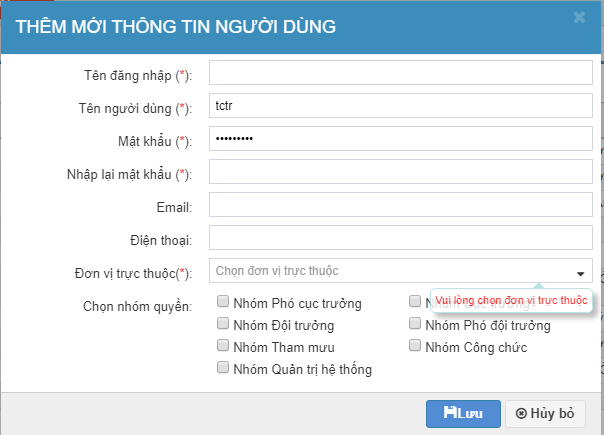 THÊM MỚI THÔNG TIN NGƯỜI DÙNG
Tên đăng nhập (*):
Tên người dùng (*): tctr
Mật khẩu (*): •••••••••
Nhập lại mật khẩu (*):
Email:
Điện thoại:
Đơn vị trực thuộc(*): Chọn đơn vị trực thuộc
Vui lòng chọn đơn vị trực thuộc
Chọn nhóm quyền: Nhóm Phó cục trưởng
Nhóm Đội trưởng Nhóm Phó đội trưởng
Nhóm Tham mưu Nhóm Công chức
Nhóm Quản trị hệ thống
Lưu Hủy bỏ